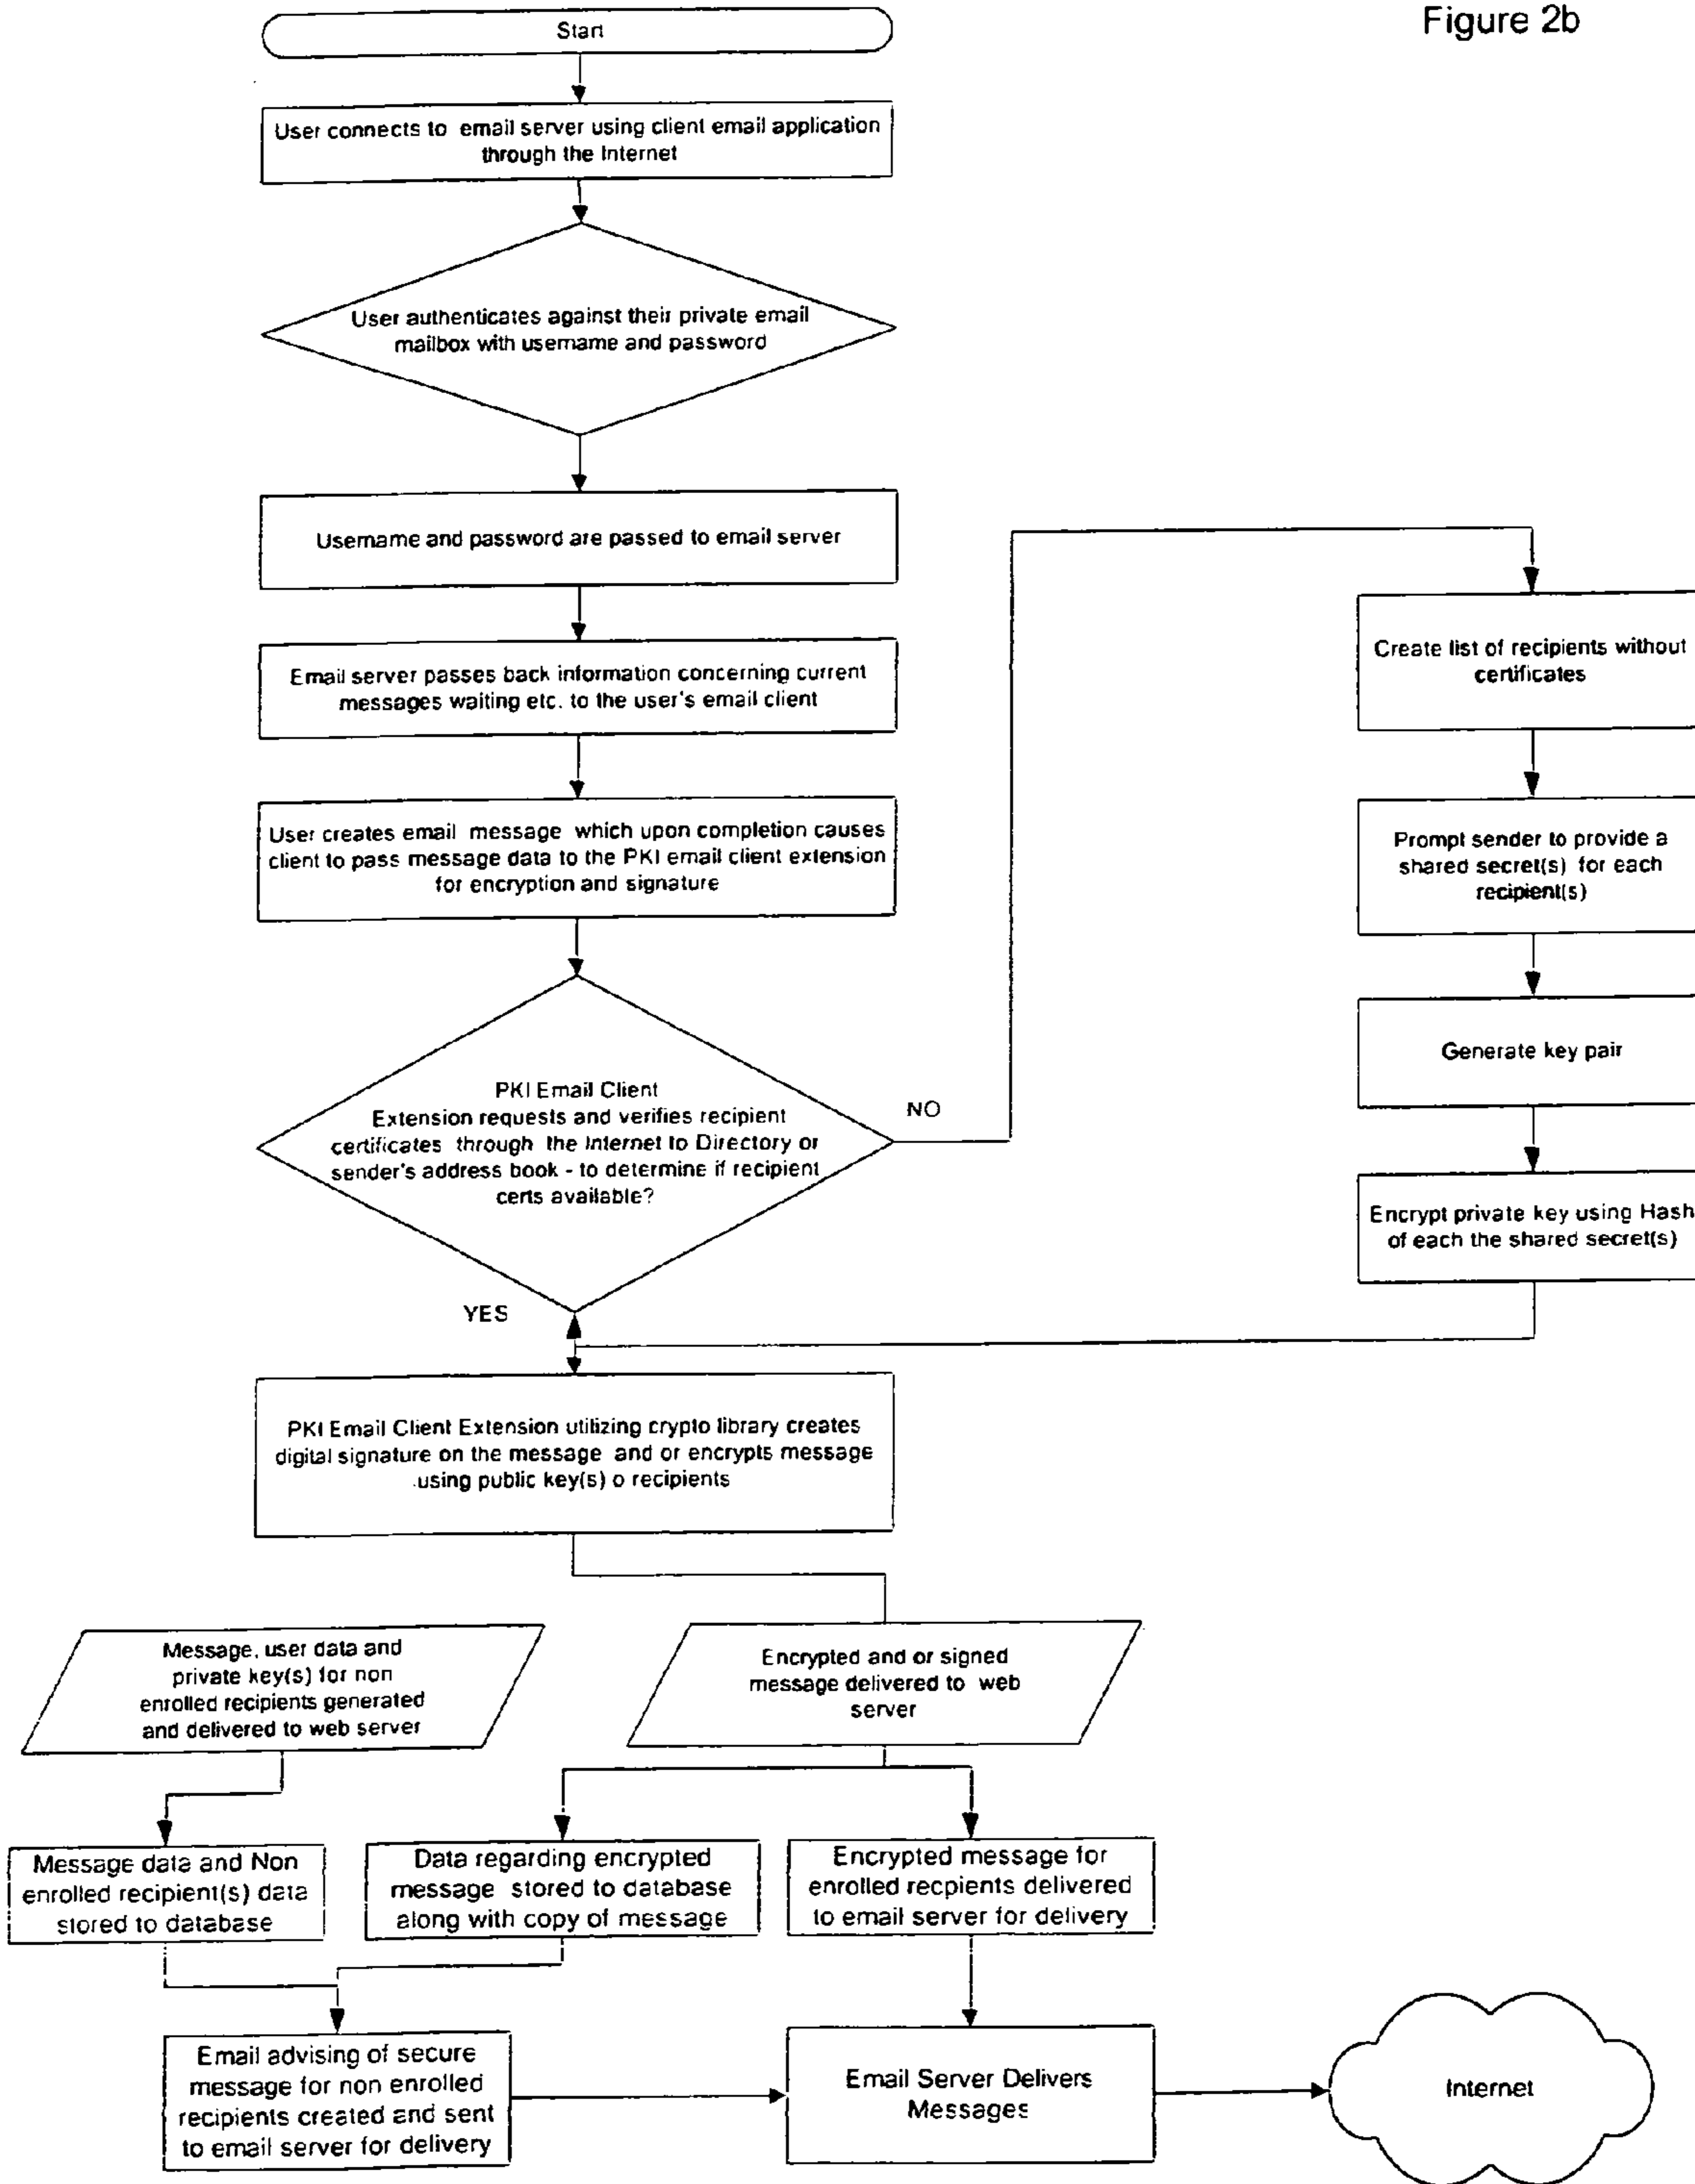 Figure 2b
Start
User connects to email server using client email application
through the Internet
User authenticates against their private email
mailbox with username and password
Username and password are passed to email server
Email server passes back information concerning current
messages waiting etc. to the user's email client
User creates email message which upon completion causes
client to pass message data to the PKI email client extension
for encryption and signature
PKI Email Client
Extension requests and verifies recipient
certificates through the Internet to Directory or
sender's address book - to determine if recipient
certs available?
NO
YES
Create list of recipients without
certificates
Prompt sender to provide a
shared secret(s) for each
recipient(s)
Generate key pair
Encrypt private key using Hash
of each the shared secret(s)
PKI Email Client Extension utilizing crypto library creates
digital signature on the message and or encrypts message
using public key(s) o recipients
Message, user data and
private key(s) for non
enrolled recipients generated
and delivered to web server
Encrypted and or signed
message delivered to web
server
Message data and Non
enrolled recipient(s) data
stored to database
Data regarding encrypted
message stored to database
along with copy of message
Encrypted message for
enrolled recpients delivered
to email server for delivery
Email advising of secure
message for non enrolled
recipients created and sent
to email server for delivery
Email Server Delivers
Messages
Internet